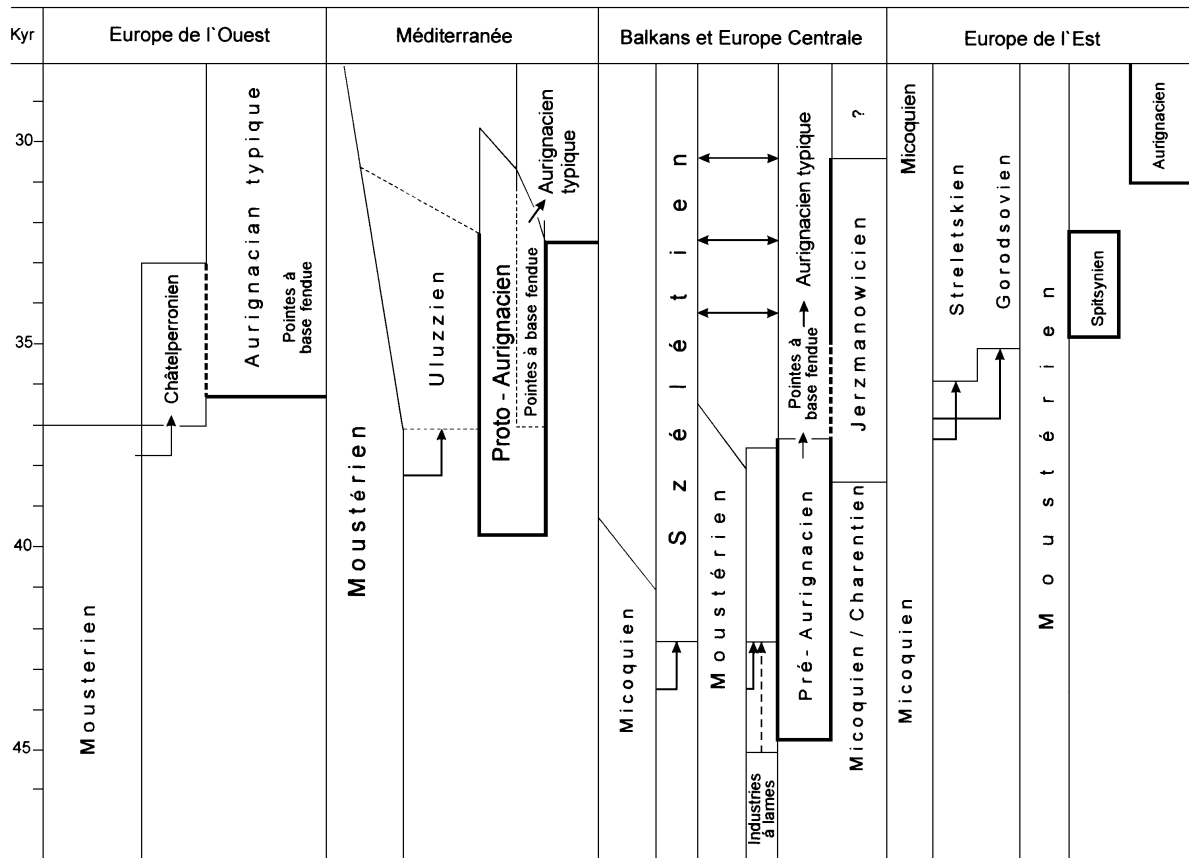 Kyr
Europe de l`Ouest
Méditerranée
Balkans et Europe Centrale
Europe de l`Est
30
35
40
45
Mousterien
Châtelperronien
Aurignacian typique
Pointes à
base fendue
Moustérien
Uluzzien
Proto - Aurignacien
Pointes à base fendue
Aurignacien
typique
Micoquien
Szélétien
Moustérien
Industries
á lames
Pré- Aurignacien
Pointes à
base fendue
Aurignacien typique
?
Jerzmanowicien
Micoquien / Charentien
Micoquien
Micoquien
Streletskien
Gorodsovien
Moustérien
Spitsynien
Aurignacien